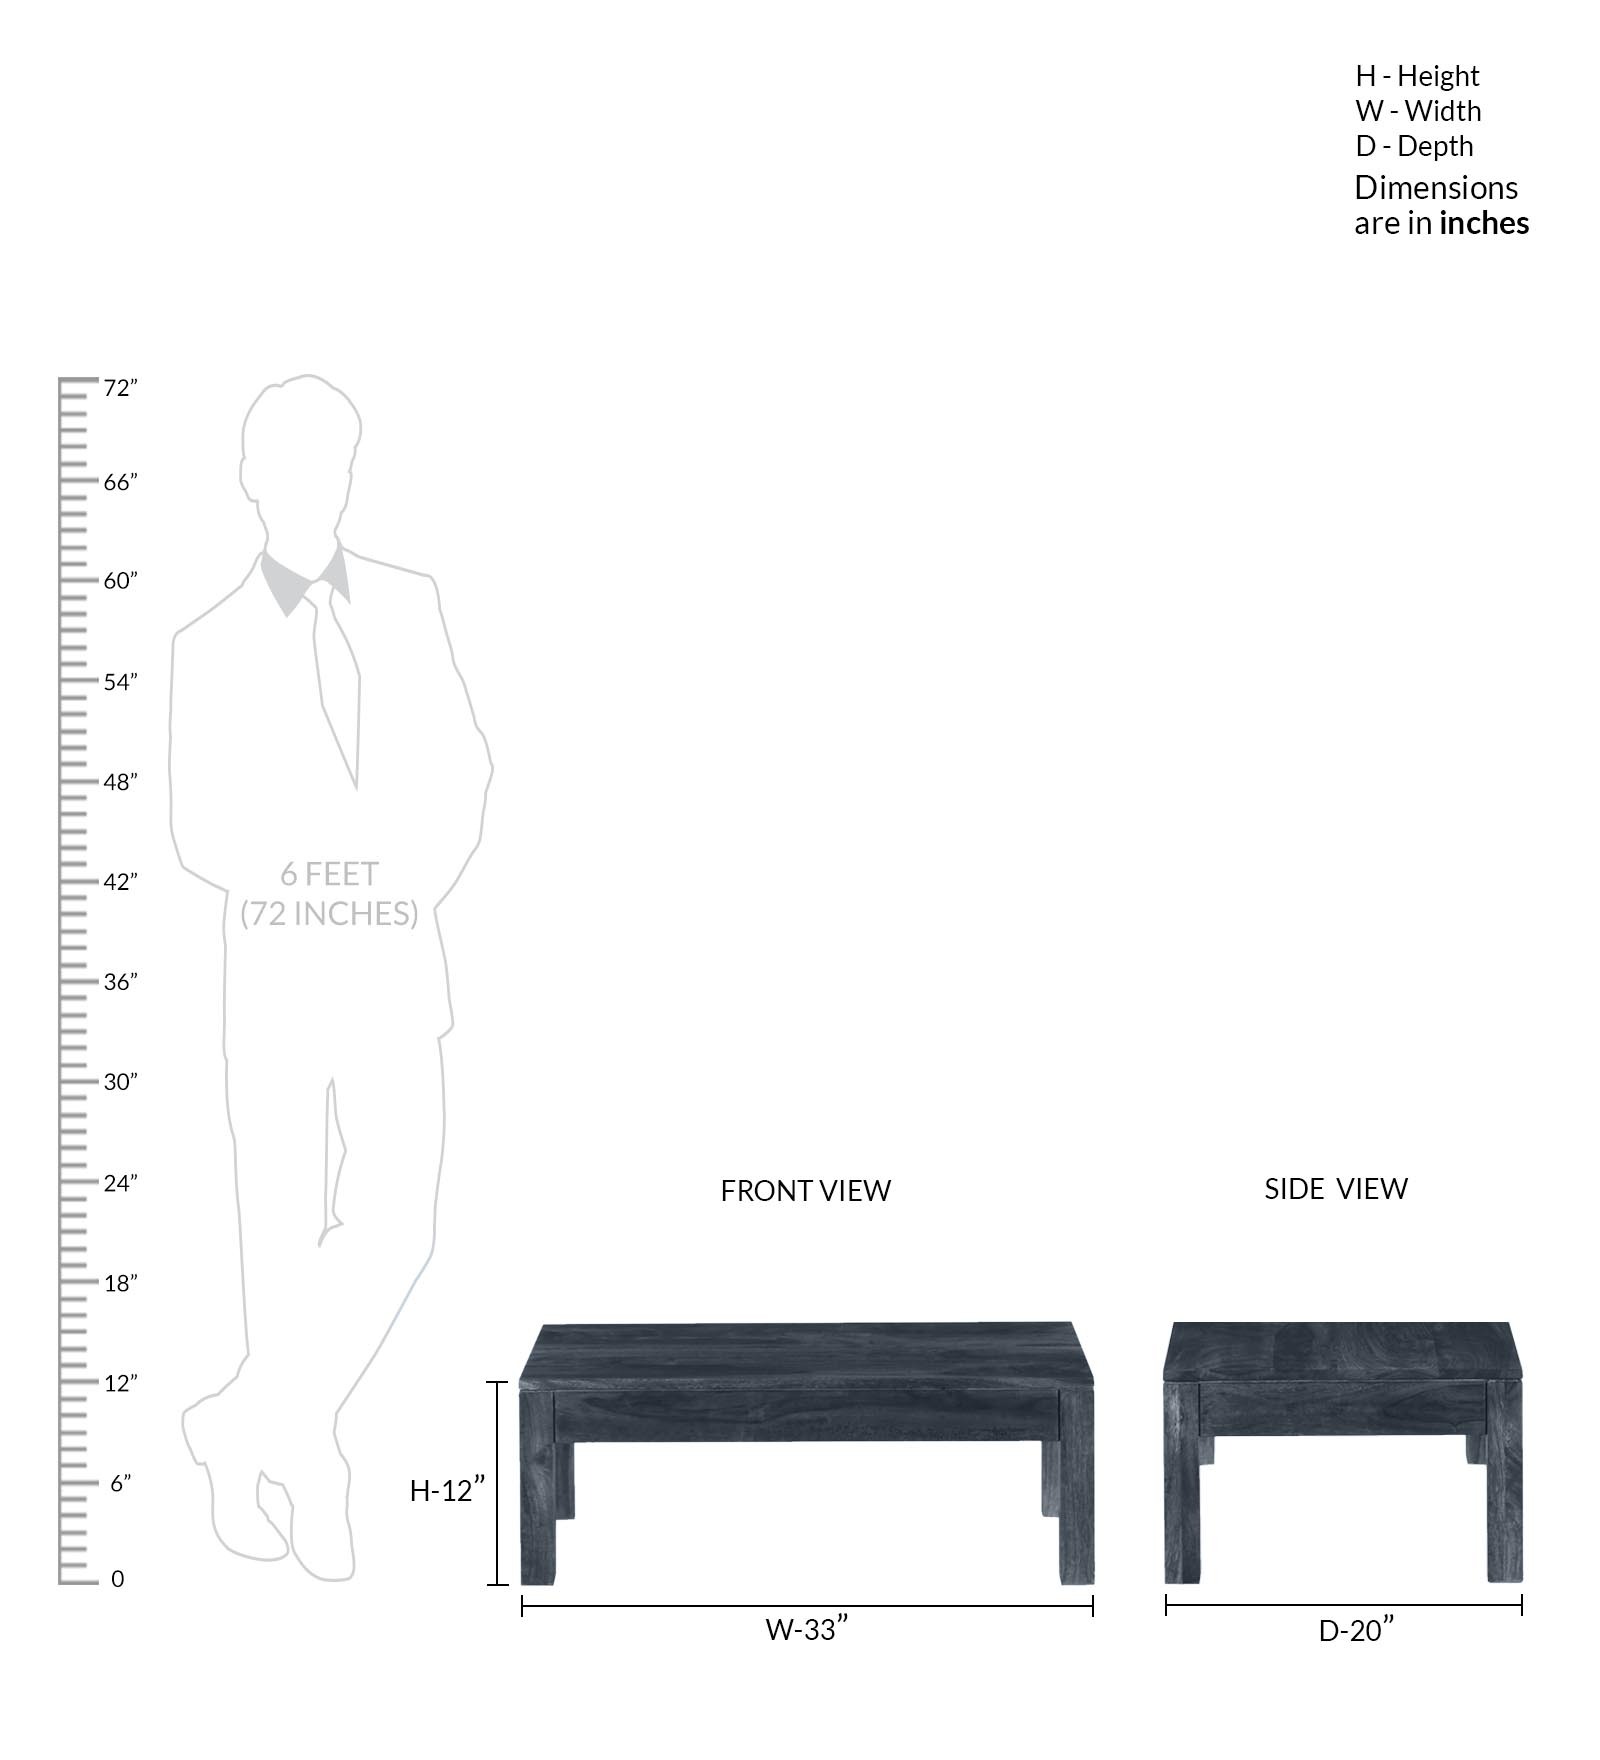 H - Height
W - Width
D - Depth
Dimensions
are in inches
72”
66”
60”
54”
48”
42”
36”
30”
24”
18”
12”
6”
0
6 FEET
(72 INCHES)
FRONT VIEW
SIDE VIEW
H-12”
W-33”
D-20”